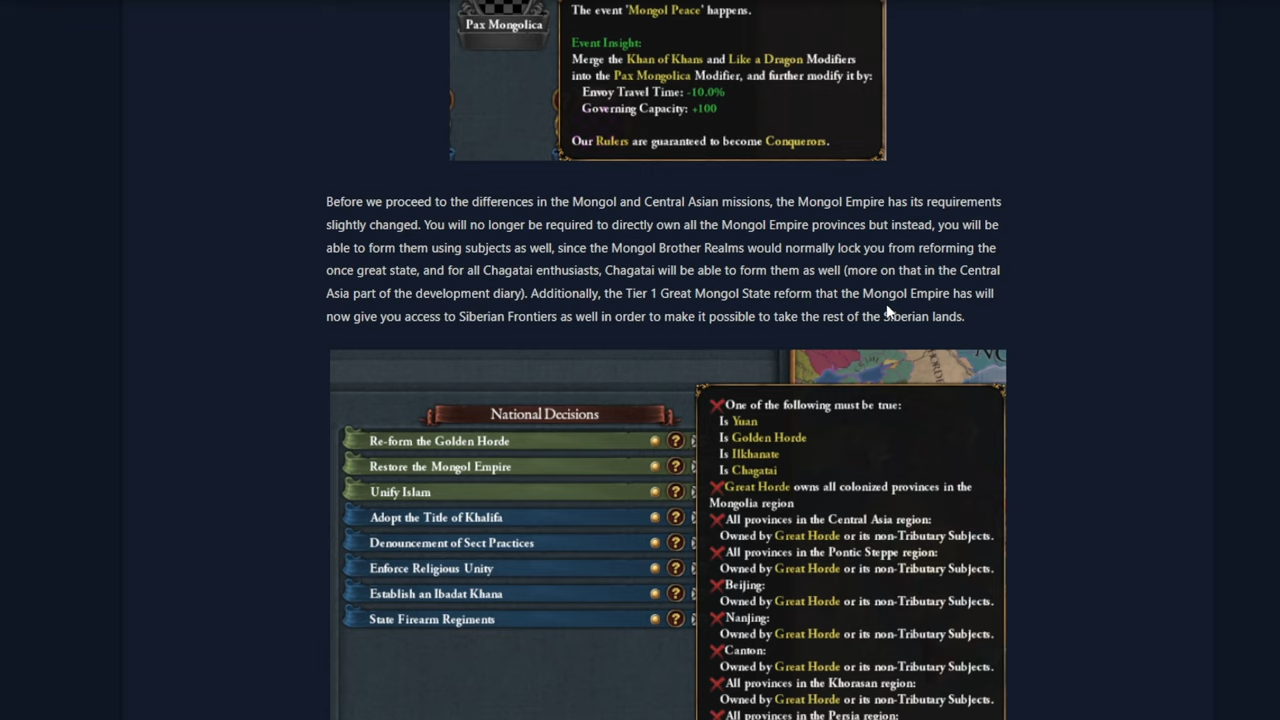 Pax Mongolica
The event 'Mongol Peace' happens.
Event Insight:
Merge the Khan of Khans and Like a Dragon Modifiers
into the Pax Mongolica Modifier, and further modify it by:
Envoy Travel Time: -10.0%
Governing Capacity: +100
Our Rulers are guaranteed to become Conquerors.
Before we proceed to the differences in the Mongol and Central Asian missions, the Mongol Empire has its requirements
slightly changed. You will no longer be required to directly own all the Mongol Empire provinces but instead, you will be
able to form them using subjects as well, since the Mongol Brother Realms would normally lock you from reforming the
once great state, and for all Chagatai enthusiasts, Chagatai will be able to form them as well (more on that in the Central
Asia part of the development diary). Additionally, the Tier 1 Great Mongol State reform that the Mongol Empire has will
now give you access to Siberian Frontiers as well in order to make it possible to take the rest of the Siberian lands.
National Decisions
Re-form the Golden Horde
Restore the Mongol Empire
Unify Islam
Adopt the Title of Khalifa
Denouncement of Sect Practices
Enforce Religious Unity
Establish an Ibadat Khana
State Firearm Regiments
One of the following must be true:
Is Yuan
Is Golden Horde
Is Ilkhanate
Is Chagatai
Great Horde owns all colonized provinces in the
Mongolia region
All provinces in the Central Asia region:
Owned by Great Horde or its non-Tributary Subjects.
All provinces in the Pontic Steppe region:
Owned by Great Horde or its non-Tributary Subjects.
Beijing:
Owned by Great Horde or its non-Tributary Subjects.
Nanjing:
Owned by Great Horde or its non-Tributary Subjects.
Canton:
Owned by Great Horde or its non-Tributary Subjects.
All provinces in the Khorasan region:
Owned by Great Horde or its non-Tributary Subjects.
All provinces in the Persia region: